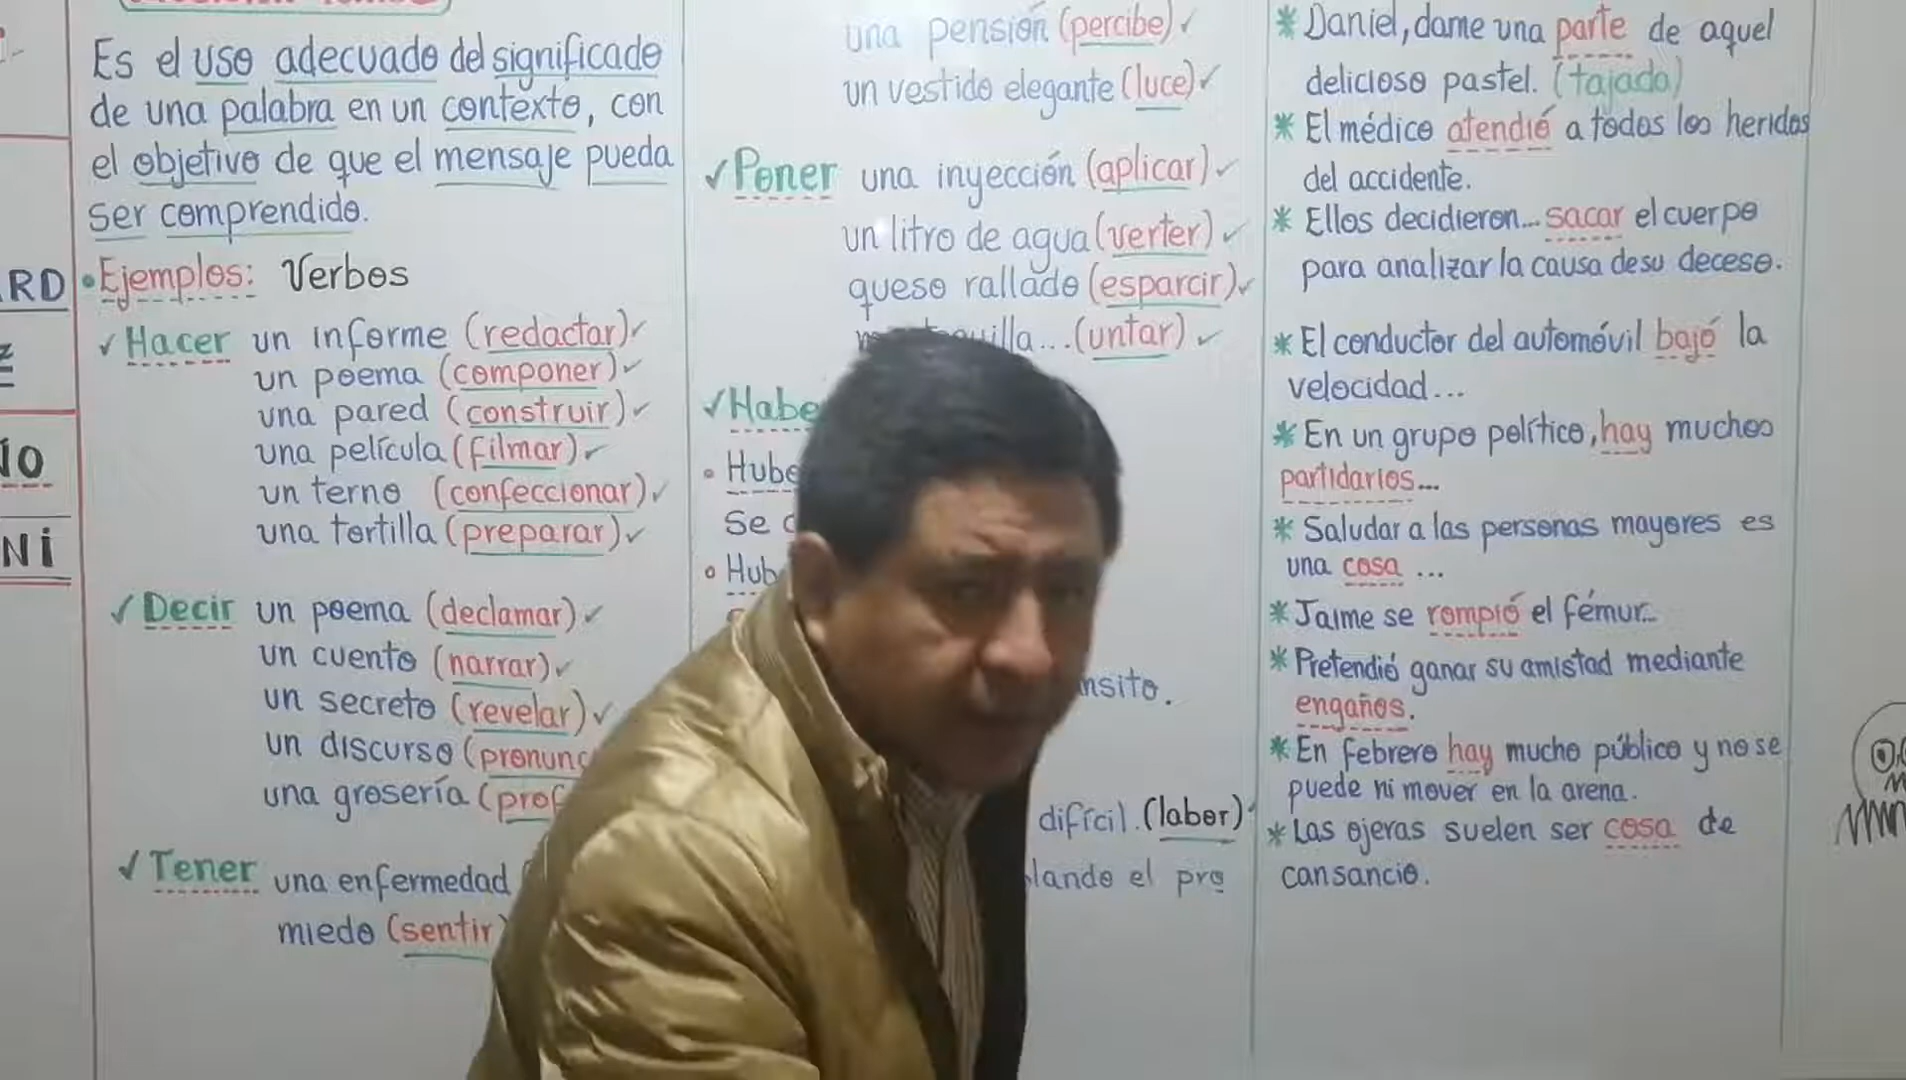 RD
Z
ÑO
NI
Es el uso adecuado del significado
de una palabra en un contexto, con
el objetivo de que el mensaje pueda
ser comprendido.
•Ejemplos: Verbos
✓Hacer un informe (redactar)✓
un poema (componer)✓
una pared (construir)✓
una película (filmar)✓
un terno (confeccionar)✓
una tortilla (preparar)✓
✓Decir un poema (declamar)✓
un cuento (narrar)✓
un secreto (revelar)✓
un discurso (pronunc
una grosería (prof
✓Tener una enfermedad
miedo (sentir)
una pensión (percibe)✓
un vestido elegante (luce)✓
✓Poner una inyección (aplicar)✓
un litro de agua (verter)✓
queso rallado (esparcir)✓
illa...(untar)✓
✓Habe
• Hube
Se
• Hub
nsito.
difícil. (labor)
lando el pro
* Daniel, dame una parte de aquel
delicioso pastel. (tajada)
* El médico atendió a todos los heridos
del accidente.
* Ellos decidieron... sacar el cuerpo
para analizar la causa de su deceso.
* El conductor del automóvil bajó la
velocidad...
* En un grupo político, hay muchos
partidarios...
* Saludar a las personas mayores es
una cosa ...
* Jaime se rompió el fémur...
* Pretendió ganar su amistad mediante
engaños.
* En febrero hay mucho público y no se
puede ni mover en la arena.
* Las ojeras suelen ser cosa de
cansancio.